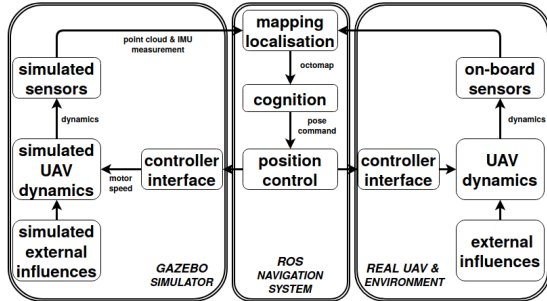 point cloud & IMU
measurement
mapping
localisation
simulated
sensors
octomap
on-board
sensors
dynamics
cognition
dynamics
pose
command
simulated
UAV
dynamics
motor
speed
controller
interface
position
control
controller
interface
UAV
dynamics
simulated
external
influences
external
influences
GAZEBO
SIMULATOR
ROS
NAVIGATION
SYSTEM
REAL UAV &
ENVIRONMENT